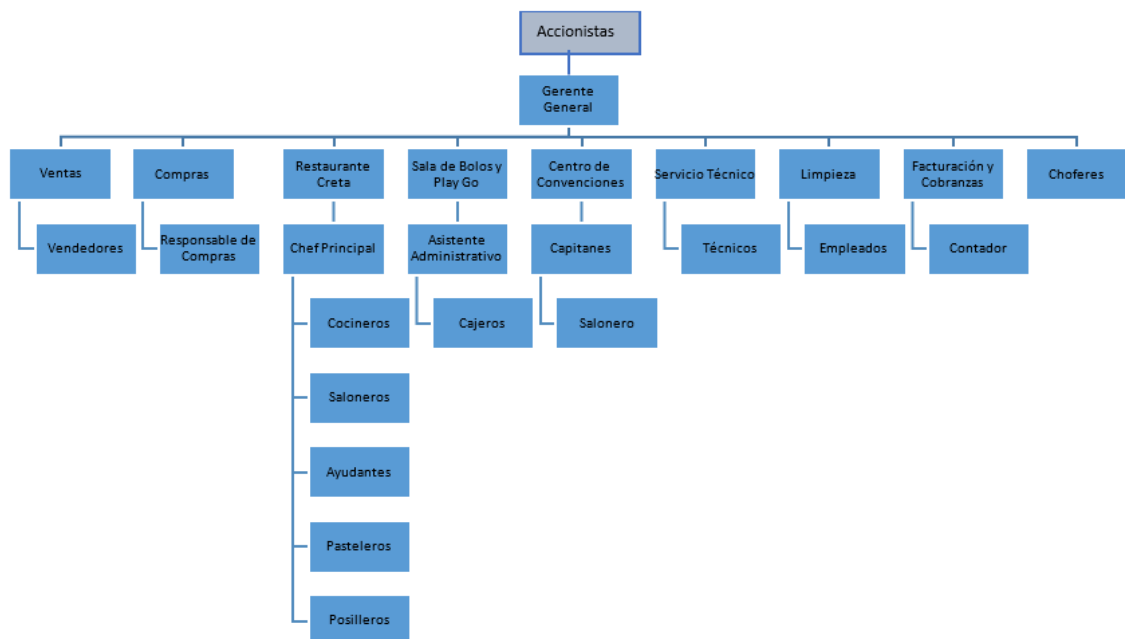 Accionistas
Gerente
General
Ventas
Compras
Restaurante
Creta
Sala de Bolos y
Play Go
Centro de
Convenciones
Servicio Técnico
Limpieza
Facturación y
Cobranzas
Choferes
Vendedores
Responsable de
Compras
Chef Principal
Asistente
Administrativo
Capitanes
Técnicos
Empleados
Contador
Cocineros
Cajeros
Salonero
Saloneros
Ayudantes
Pasteleros
Posilleros